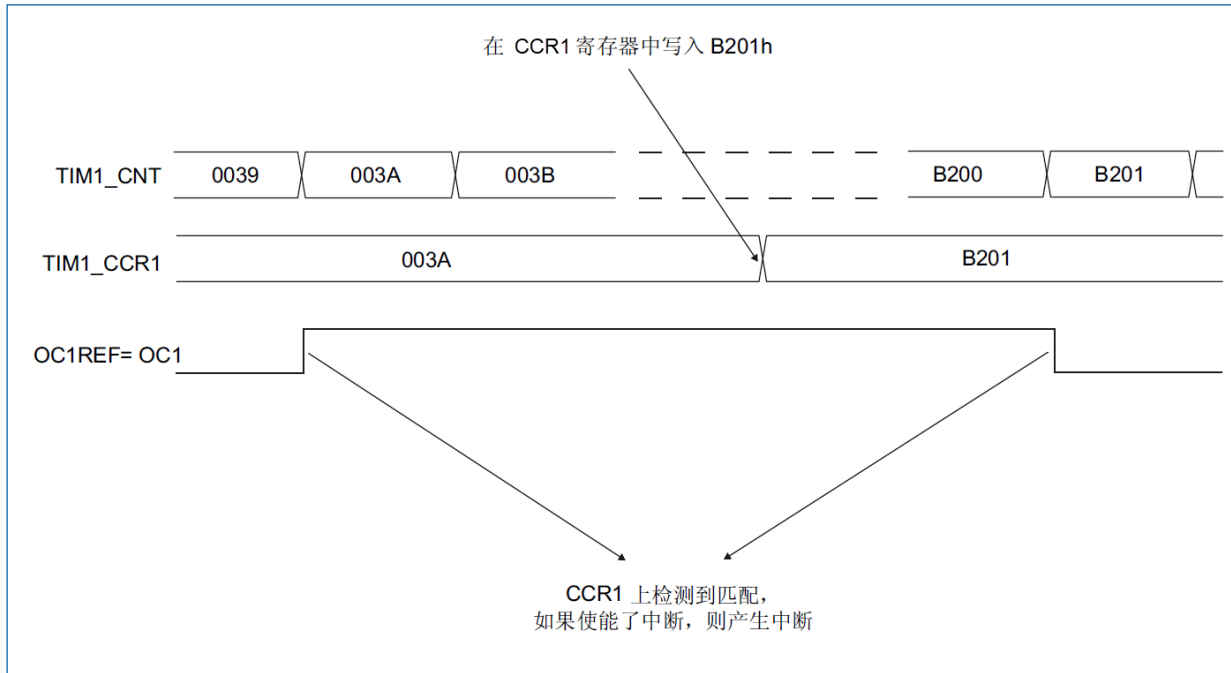 在 CCR1 寄存器中写入 B201h
TIM1_CNT 0039 003A 003B B200 B201
TIM1_CCR1 003A B201
OC1REF= OC1
CCR1 上检测到匹配，
如果使能了中断，则产生中断